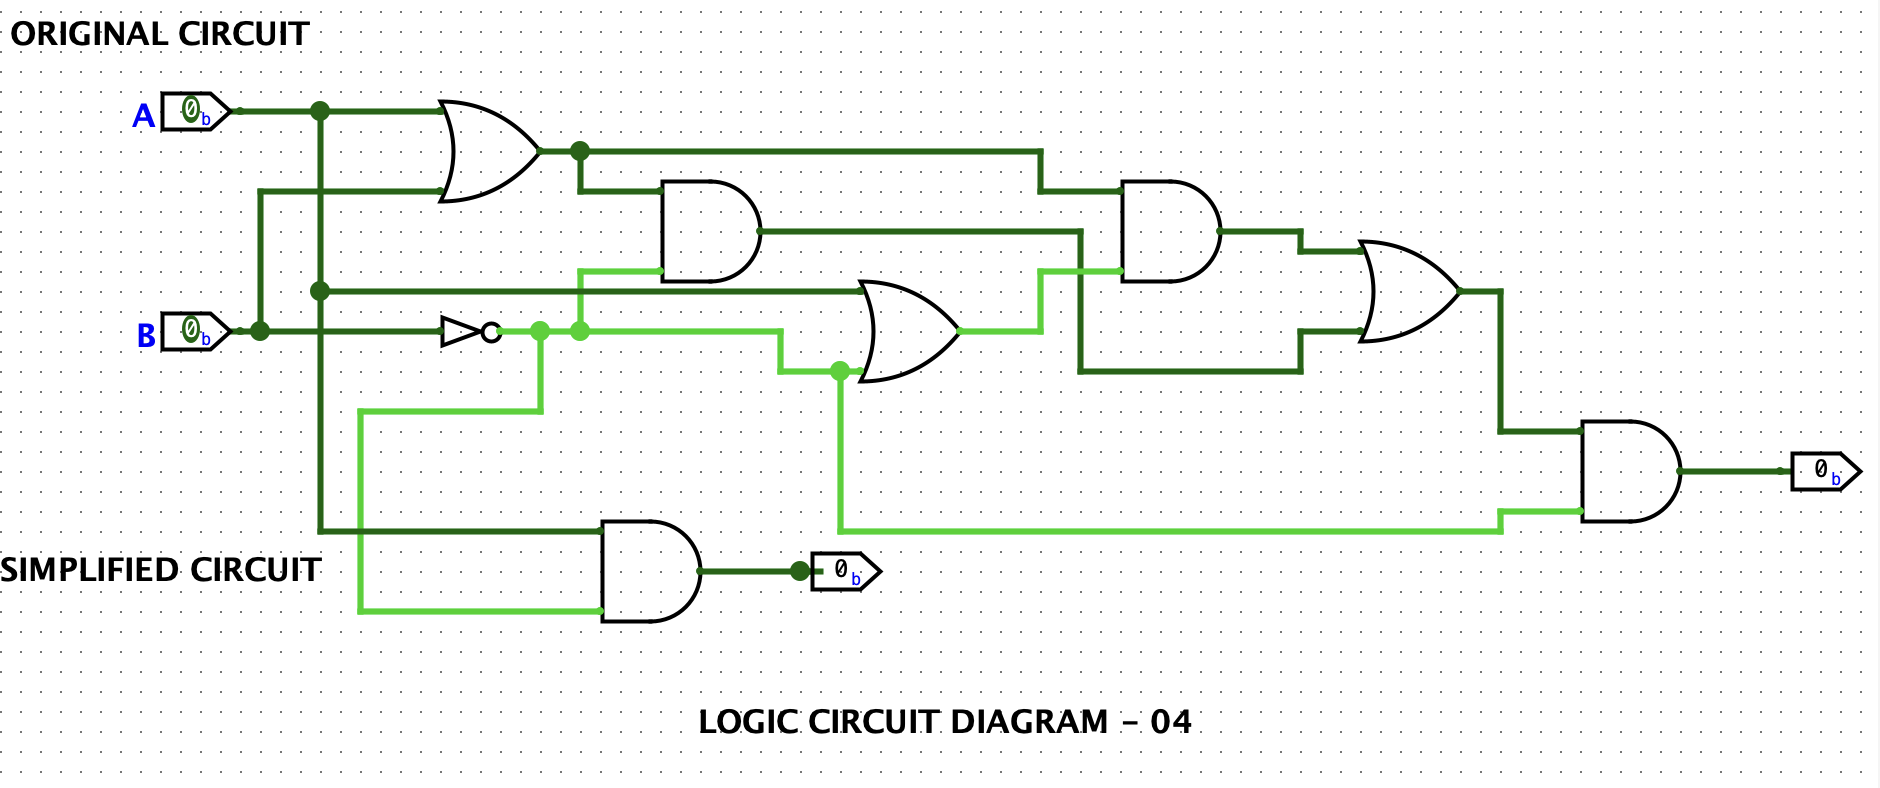 ORIGINAL CIRCUIT
A 0b
B 0b
0b
SIMPLIFIED CIRCUIT
0b
LOGIC CIRCUIT DIAGRAM - 04